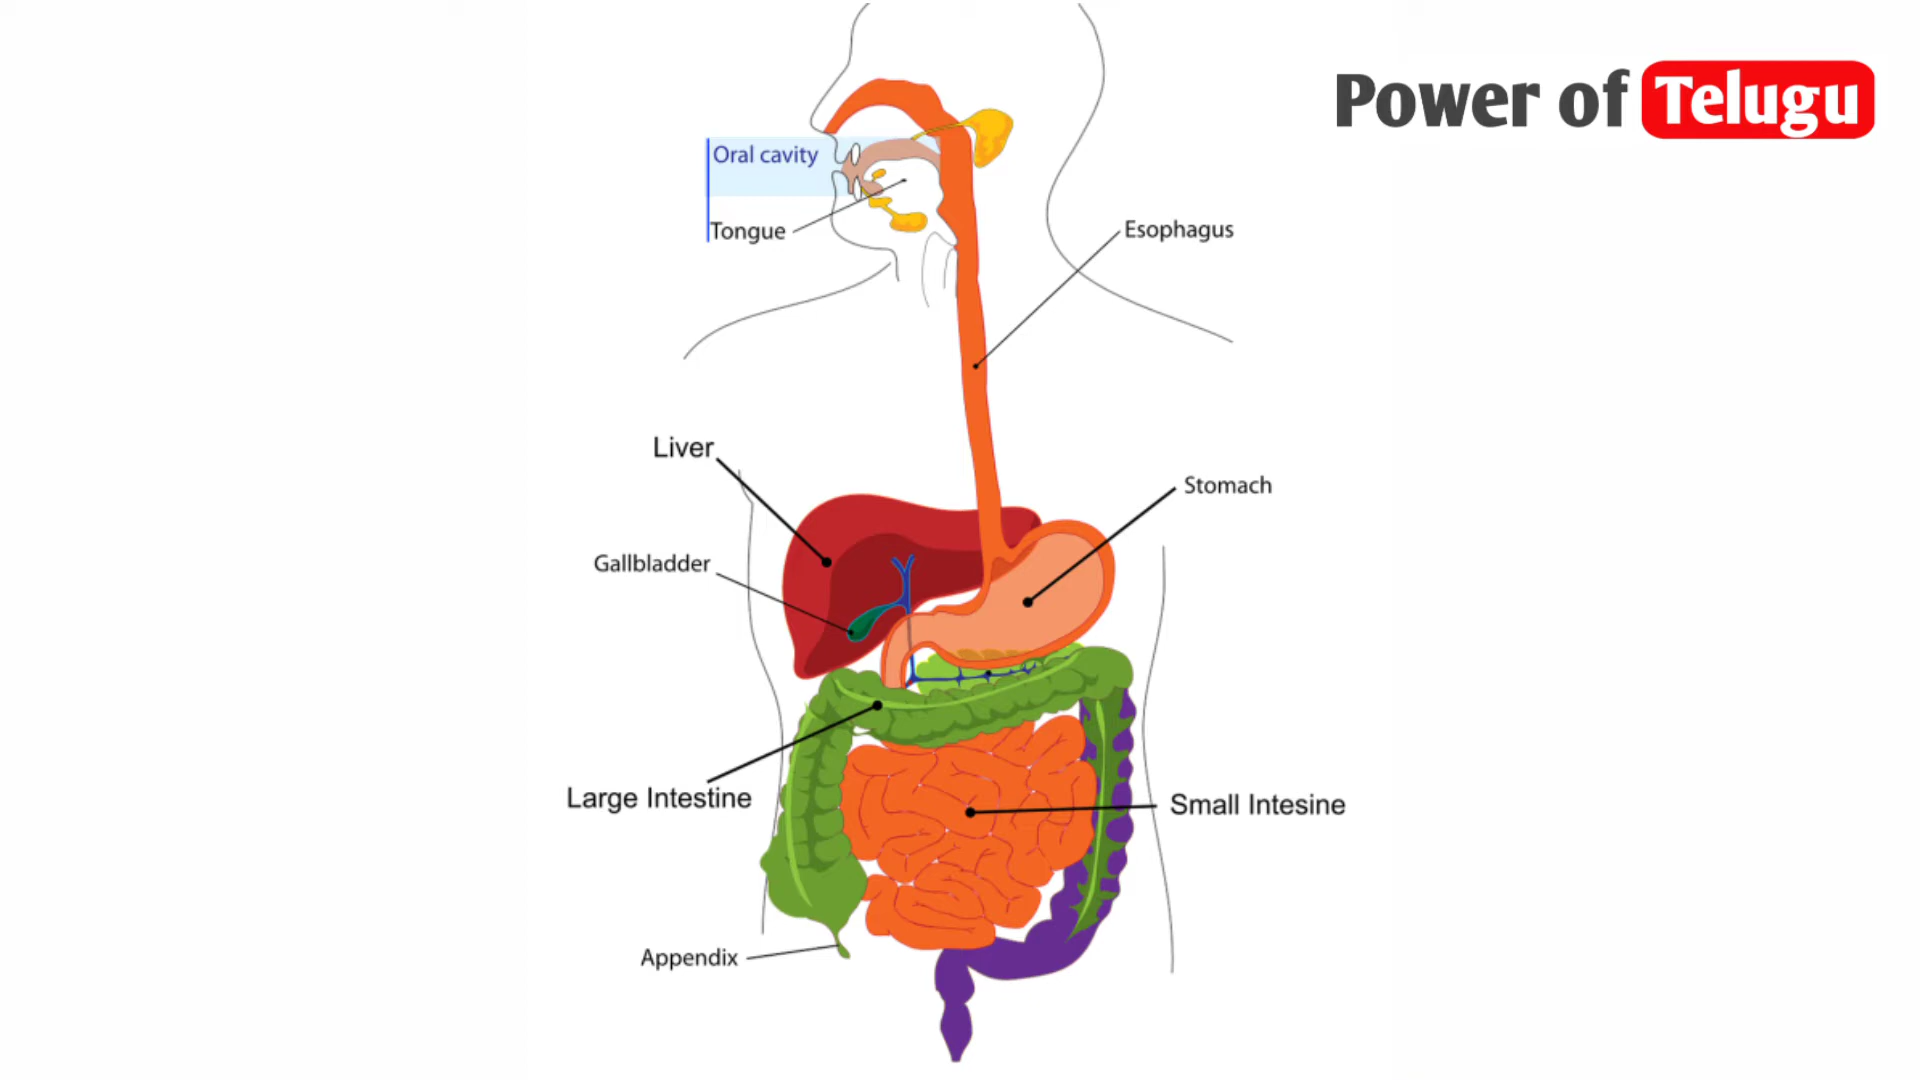 Power of Telugu
Oral cavity
Tongue
Esophagus
Liver
Stomach
Gallbladder
Large Intestine
Small Intesine
Appendix